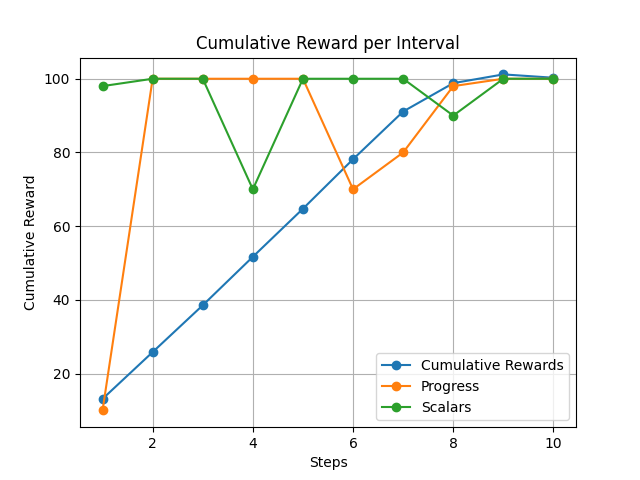 Cumulative Reward per Interval
Cumulative Reward
100
80
60
40
20
2
4
6
8
10
Steps
Cumulative Rewards
Progress
Scalars